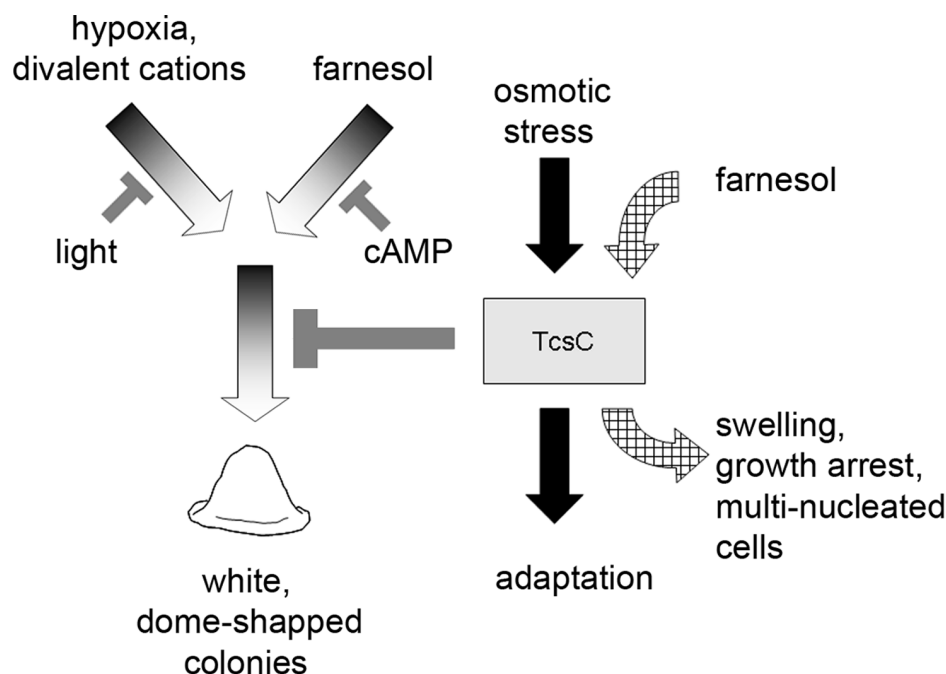 hypoxia,
divalent cations
farnesol
osmotic
stress
farnesol
light
cAMP
TcsC
swelling,
growth arrest,
multi-nucleated
cells
adaptation
white,
dome-shapped
colonies